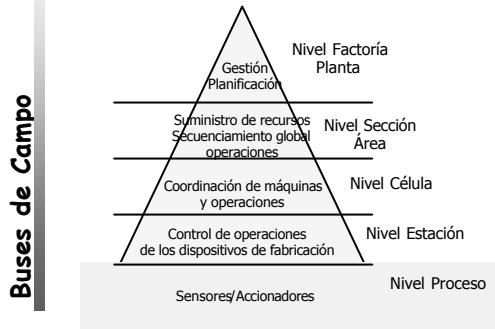 Buses de Campo
Gestión
Planificación
Nivel Factoría
Planta
Suministro de recursos
Secuenciamiento global
operaciones
Nivel Sección
Área
Coordinación de máquinas
y operaciones
Nivel Célula
Control de operaciones
de los dispositivos de fabricación
Nivel Estación
Sensores/Accionadores
Nivel Proceso